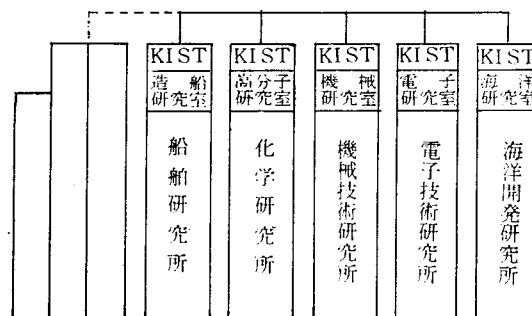 KIST
造船
研究室
船舶研究所
KIST
高分子
研究室
化学研究所
KIST
機械
研究室
機械技術研究所
KIST
電子
研究室
電子技術研究所
KIST
海洋
研究室
海洋開発研究所